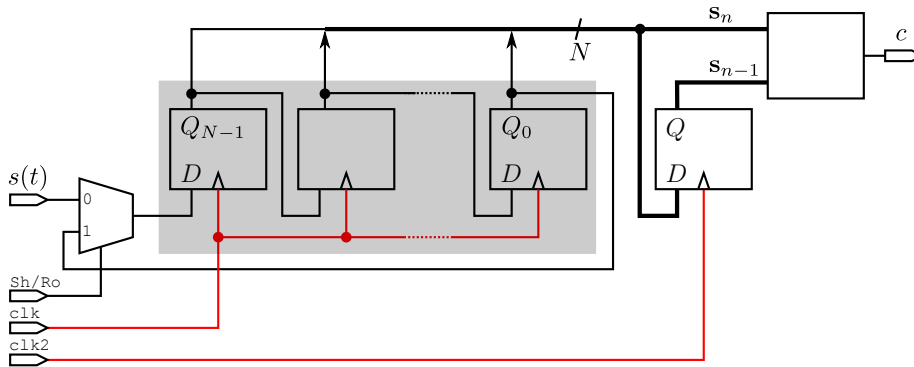 s_n
c
N
s_{n-1}
Q_{N-1}
Q_0
Q
D
D
D
s(t)
0
1
Sh/Ro
clk
clk2